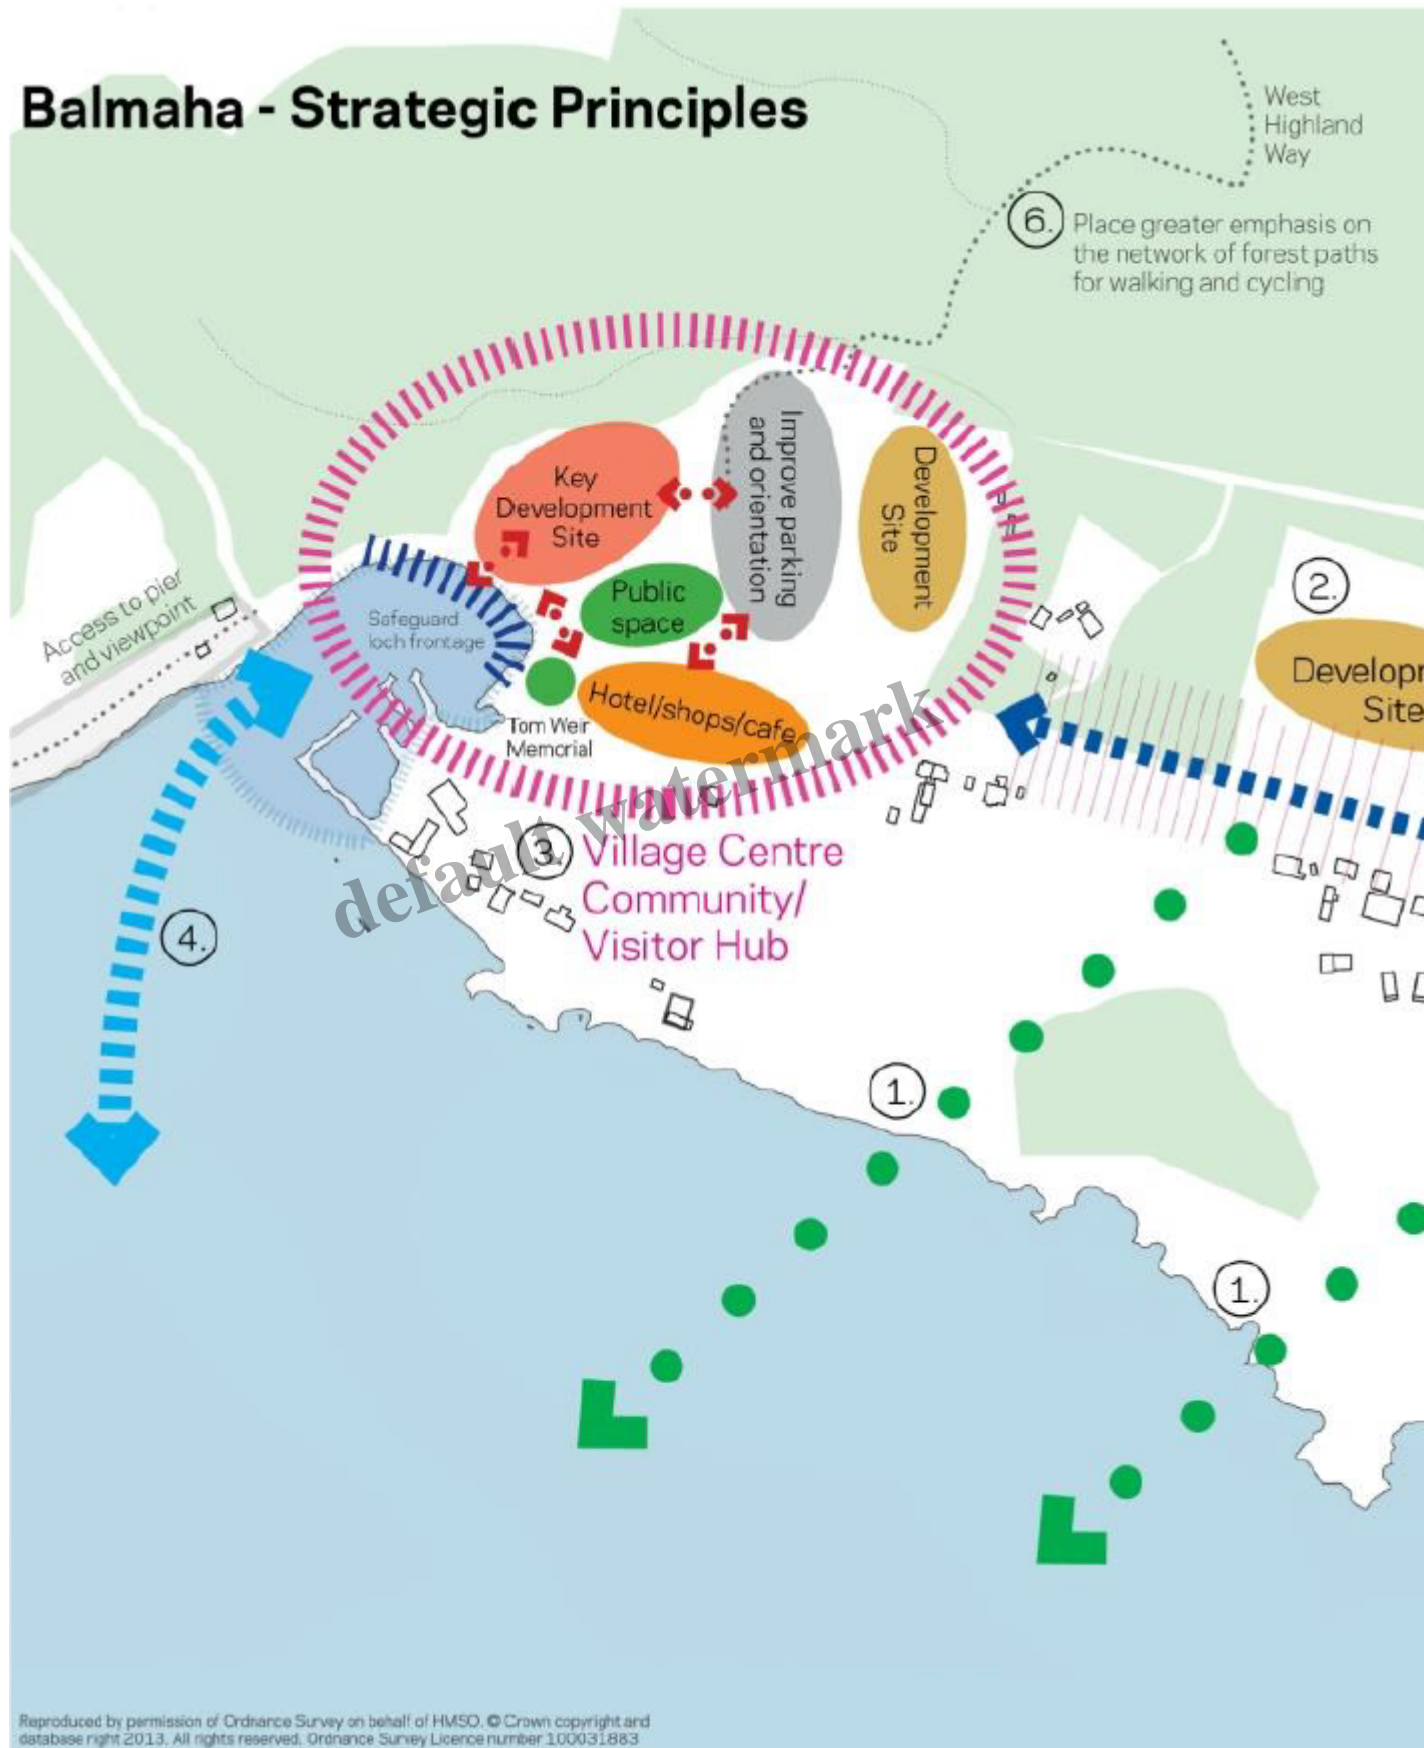 Balmaha - Strategic Principles
West
Highland
Way
6.
Place greater emphasis on
the network of forest paths
for walking and cycling
Key
Development
Site
Improve parking
and orientation
Development
Site
Public
space
Safeguard
loch frontage
Access to pier
and viewpoint
Hotel/shops/cafe
Tom Weir
Memorial
2.
Developm
Site
3.
Village Centre
Community/
Visitor Hub
default watermark
4.
1.
1.
Reproduced by permission of Ordnance Survey on behalf of HMSO. © Crown copyright and
database right 2013. All rights reserved. Ordnance Survey Licence number 100031883